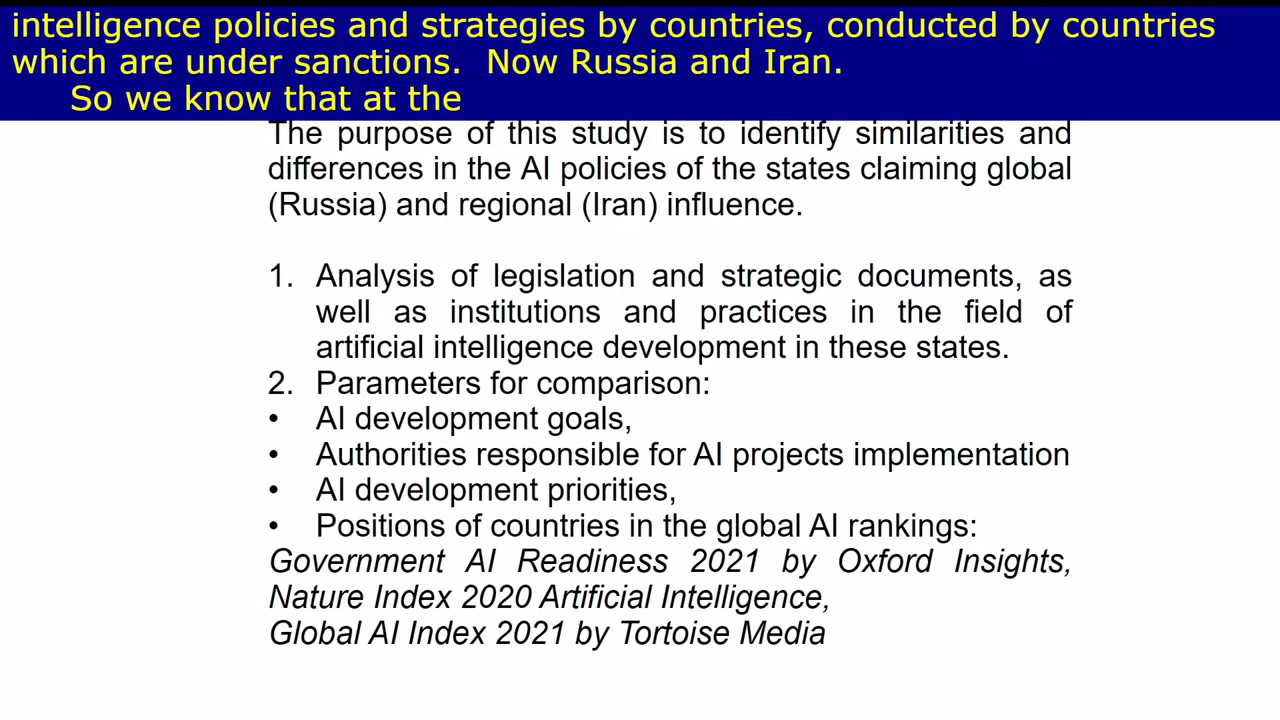 intelligence policies and strategies by countries, conducted by countries
which are under sanctions.  Now Russia and Iran.
So we know that at the
The purpose of this study is to identify similarities and
differences in the AI policies of the states claiming global
(Russia) and regional (Iran) influence.
1. Analysis of legislation and strategic documents, as
well as institutions and practices in the field of
artificial intelligence development in these states.
2. Parameters for comparison:
• AI development goals,
• Authorities responsible for AI projects implementation
• AI development priorities,
• Positions of countries in the global AI rankings:
Government AI Readiness 2021 by Oxford Insights,
Nature Index 2020 Artificial Intelligence,
Global AI Index 2021 by Tortoise Media